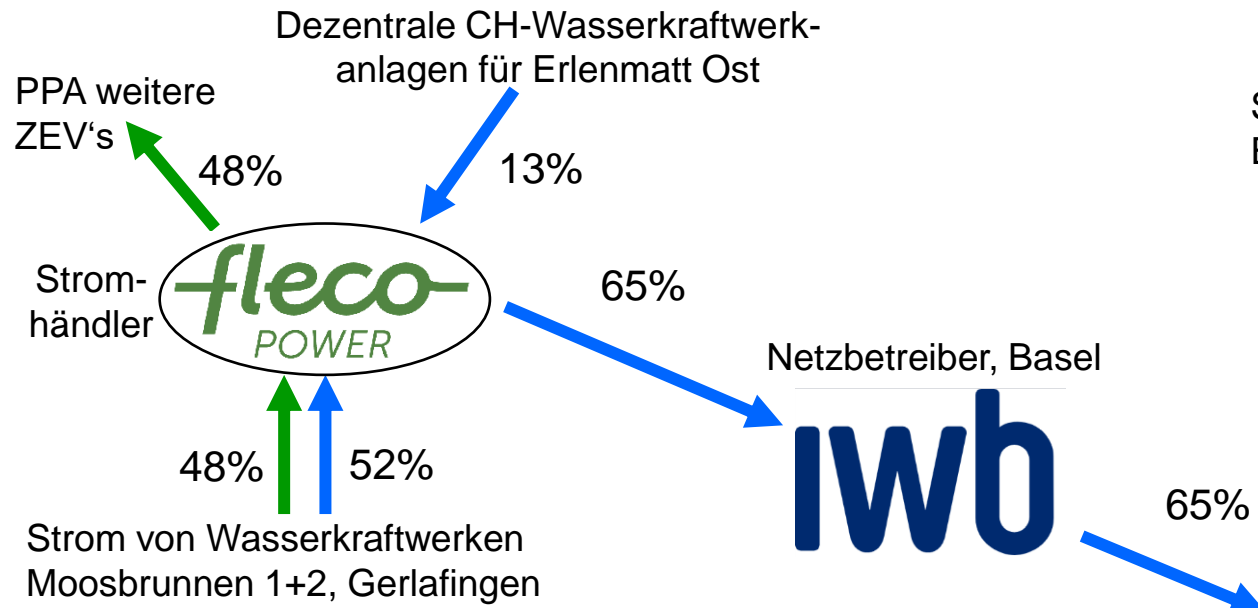 Dezentrale CH-Wasserkraftwerk-
anlagen für Erlenmatt Ost
PPA weitere
ZEV‘s
48%
13%
Strom-
händler
fleco
POWER
65%
Netzbetreiber, Basel
iwb
48%
52%
65%
Strom von Wasserkraftwerken
Moosbrunnen 1+2, Gerlafingen